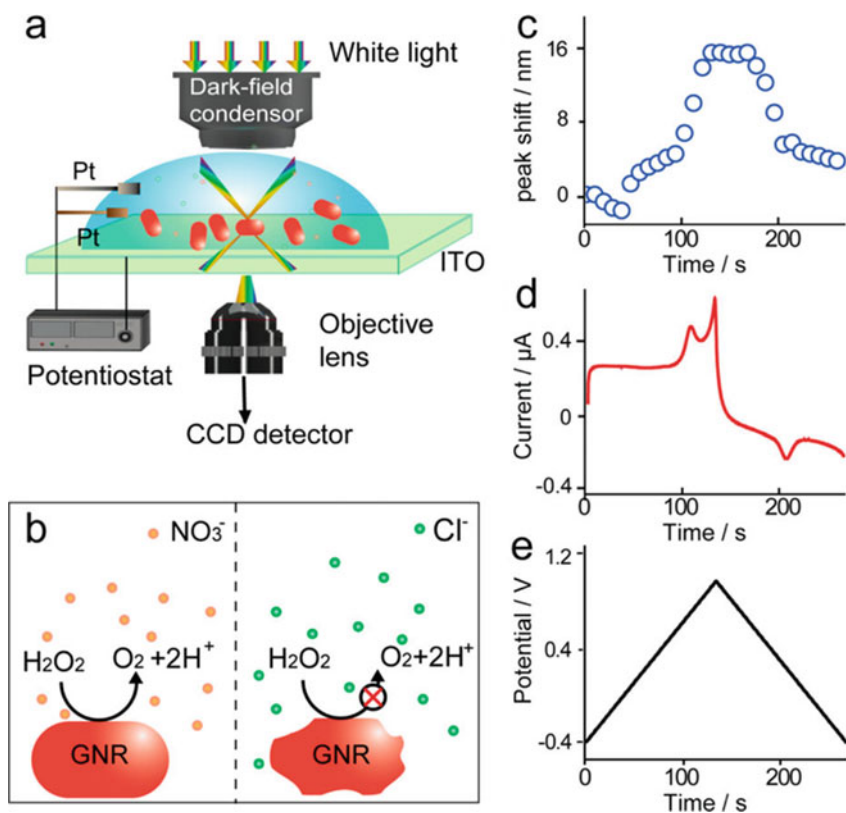 a
White light
Dark-field
condensor
Pt
Pt
ITO
Potentiostat
Objective
lens
CCD detector
b
NO₃⁻
H₂O₂
O₂ +2H⁺
GNR
Cl⁻
H₂O₂
O₂+2H⁺
GNR
c
peak shift / nm
16
8
0
0
100
200
Time / s
d
Current / µA
0.4
0
-0.4
0
100
200
Time / s
e
Potential / V
1.2
0.4
-0.4
0
100
200
Time / s